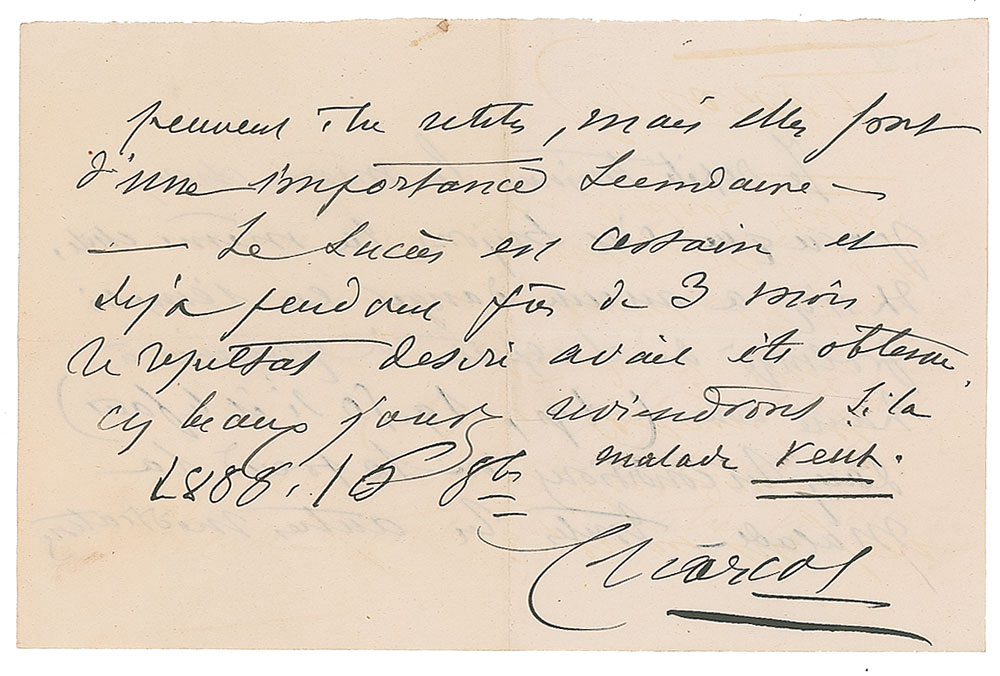 peuvent être utiles, mais elles sont
d'une importance secondaire —
— Le succès est certain et
déjà pendant près de 3 mois
le résultat désiré avait été obtenu,
ces beaux jours reviendront si la
malade veut.
1888. 16 8bre
Charcot